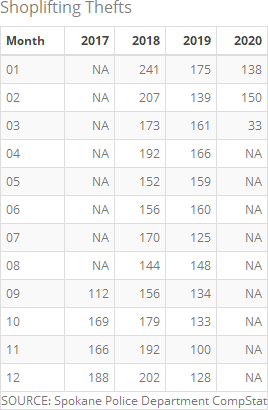 Shoplifting Thefts
Month 2017 2018 2019 2020
01 NA 241 175 138
02 NA 207 139 150
03 NA 173 161 33
04 NA 192 166 NA
05 NA 152 159 NA
06 NA 156 160 NA
07 NA 170 125 NA
08 NA 144 148 NA
09 112 156 134 NA
10 169 179 133 NA
11 166 192 100 NA
12 188 202 128 NA
SOURCE: Spokane Police Department CompStat